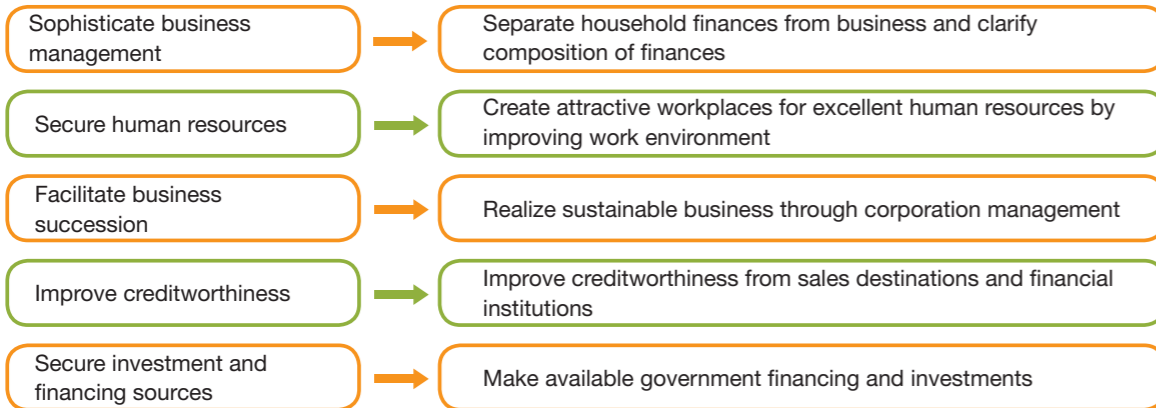 Sophisticate business
management
Separate household finances from business and clarify
composition of finances
Secure human resources
Create attractive workplaces for excellent human resources by
improving work environment
Facilitate business
succession
Realize sustainable business through corporation management
Improve creditworthiness
Improve creditworthiness from sales destinations and financial
institutions
Secure investment and
financing sources
Make available government financing and investments